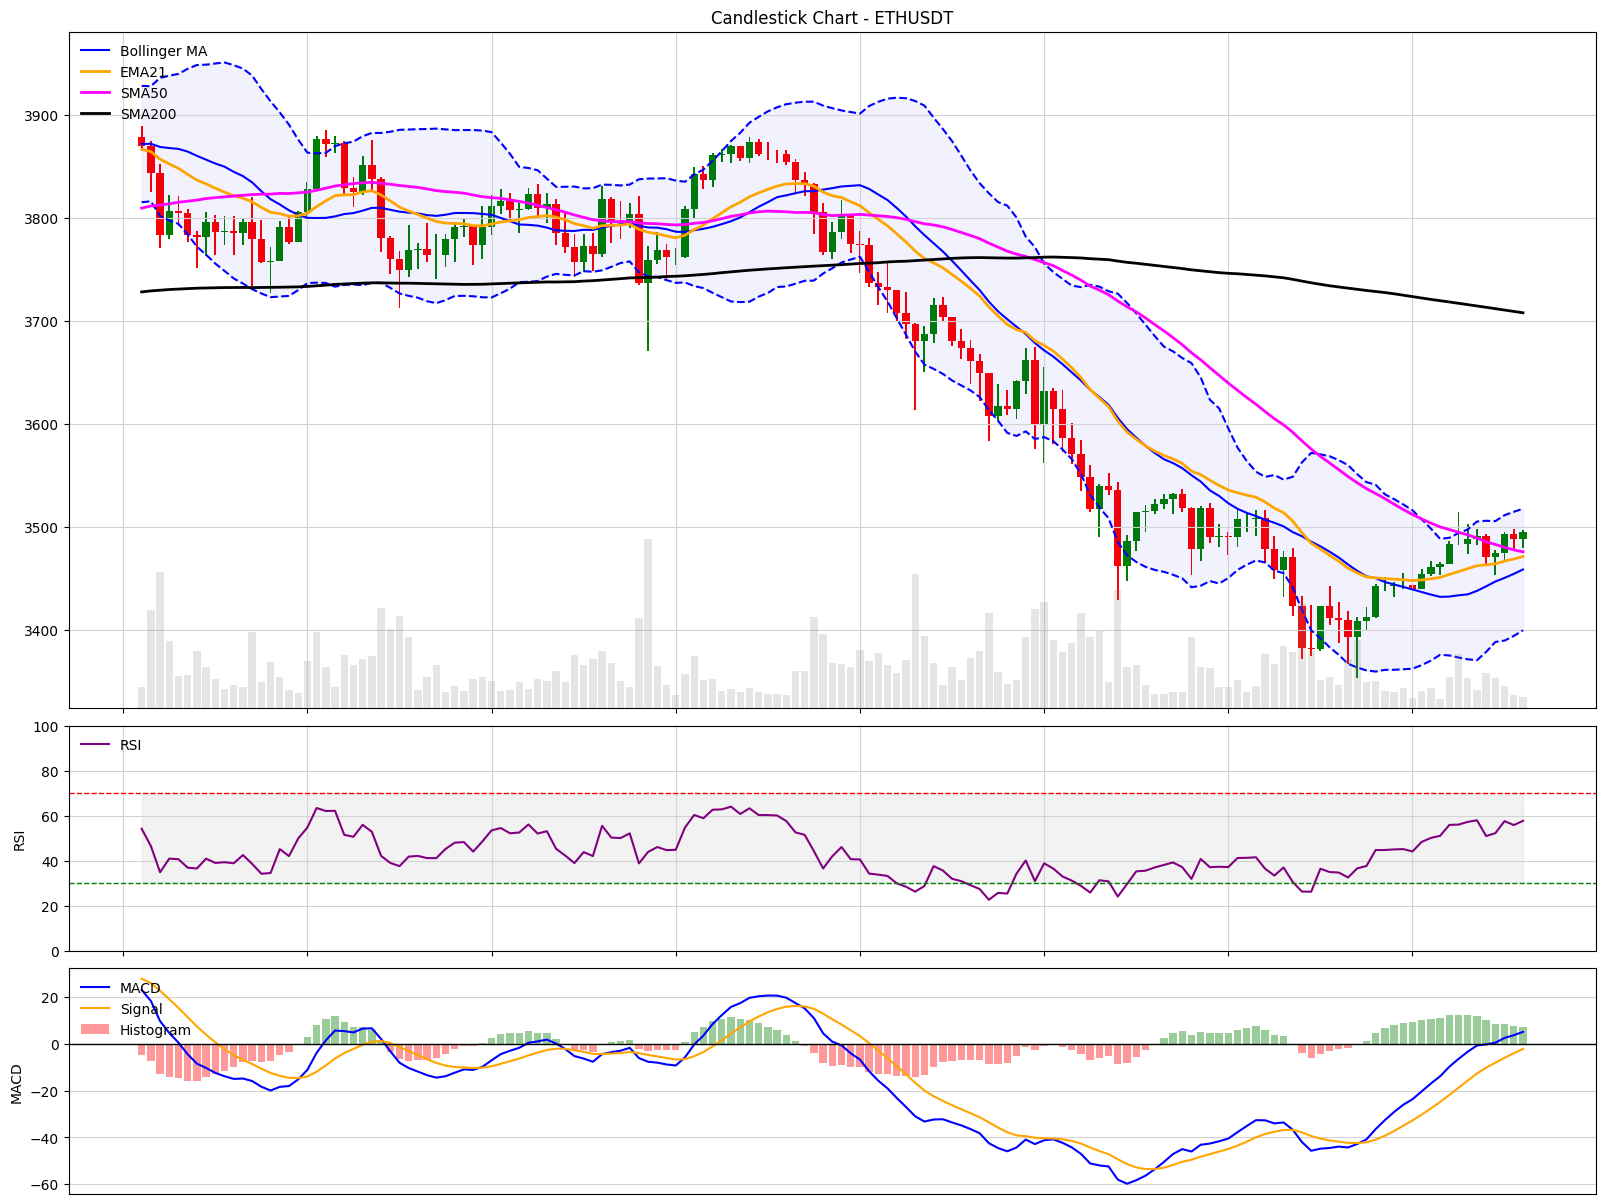 Candlestick Chart - ETHUSDT
Bollinger MA
EMA21
SMA50
SMA200
3900
3800
3700
3600
3500
3400
RSI
100
80
60
40
20
0
RSI
MACD
Signal
Histogram
20
0
−20
−40
−60
MACD